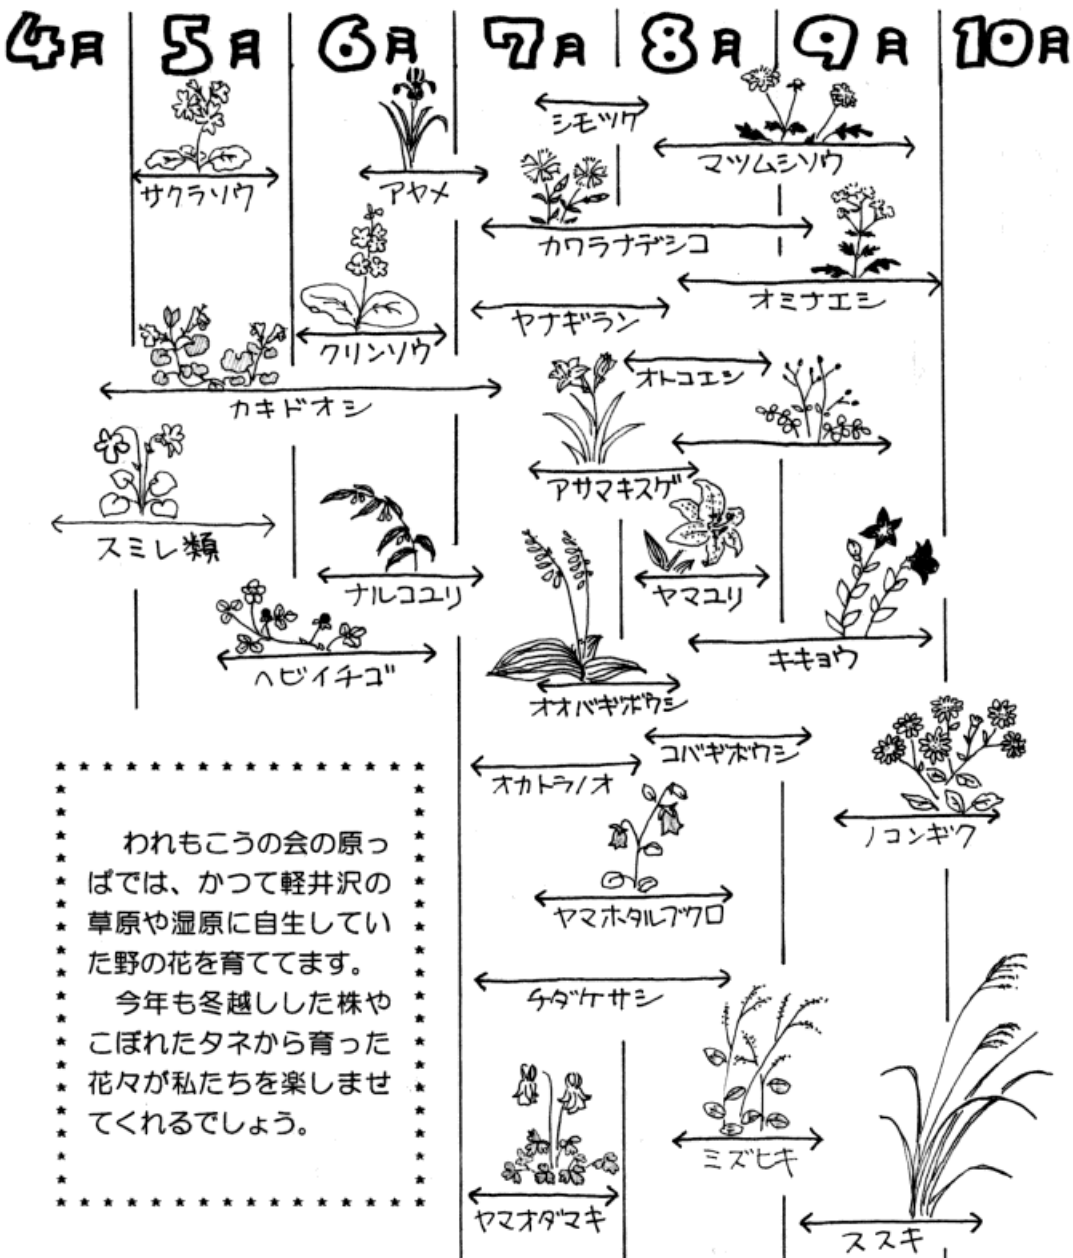 4月 5月 6月 7月 8月 9月 10月
シモツケ
マツムシソウ
サクラソウ
アヤメ
カワラナデシコ
オミナエシ
ヤナギラン
クリンソウ
オトコエシ
カキドオシ
アサマキスゲ
スミレ類
ナルコユリ
ヤマユリ
キキョウ
ヘビイチゴ
オオバギボウシ
コバギボウシ
オカトラノオ
ノコンギク
ヤマホタルブクロ
チダケサシ
ミズヒキ
ヤマオダマキ
ススキ
われもこうの会の原っ
ぱでは、かつて軽井沢の
草原や湿原に自生してい
た野の花を育ててます。
今年も冬越しした株や
こぼれたタネから育った
花々が私たちを楽しませ
てくれるでしょう。